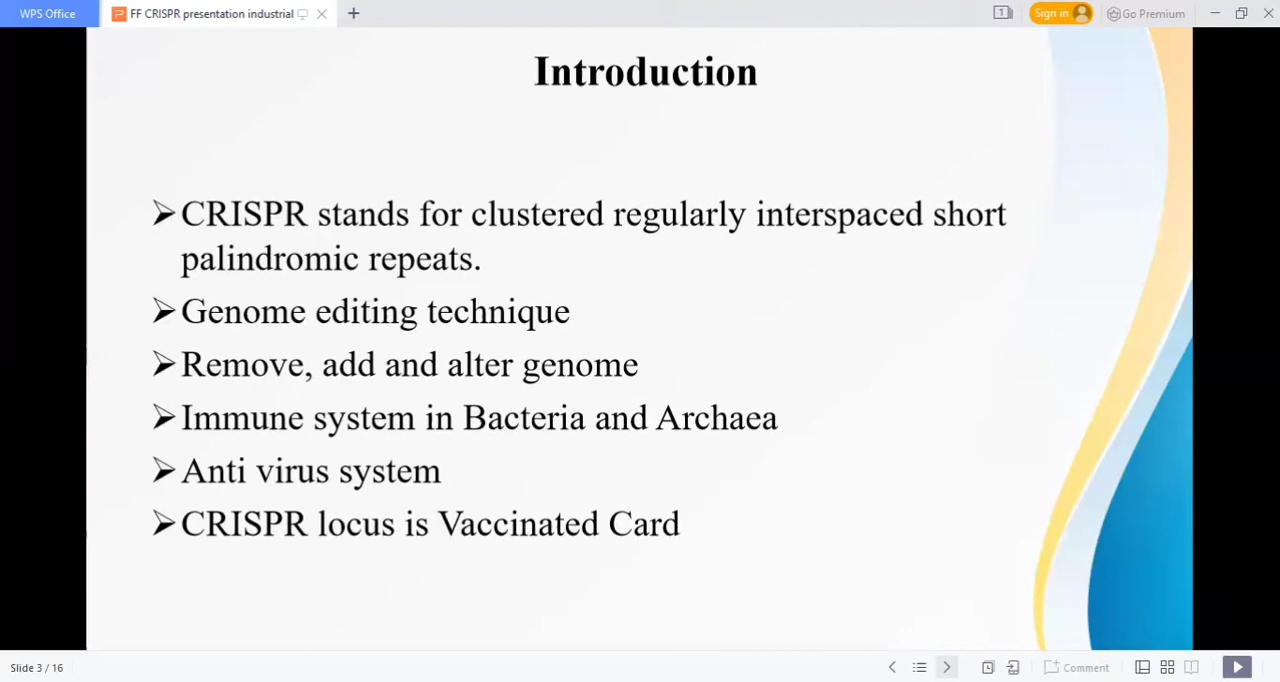 WPS Office
FF CRISPR presentation industrial
1
Sign in
Go Premium
Introduction
➢CRISPR stands for clustered regularly interspaced short
palindromic repeats.
➢Genome editing technique
➢Remove, add and alter genome
➢Immune system in Bacteria and Archaea
➢Anti virus system
➢CRISPR locus is Vaccinated Card
Slide 3 / 16
Comment